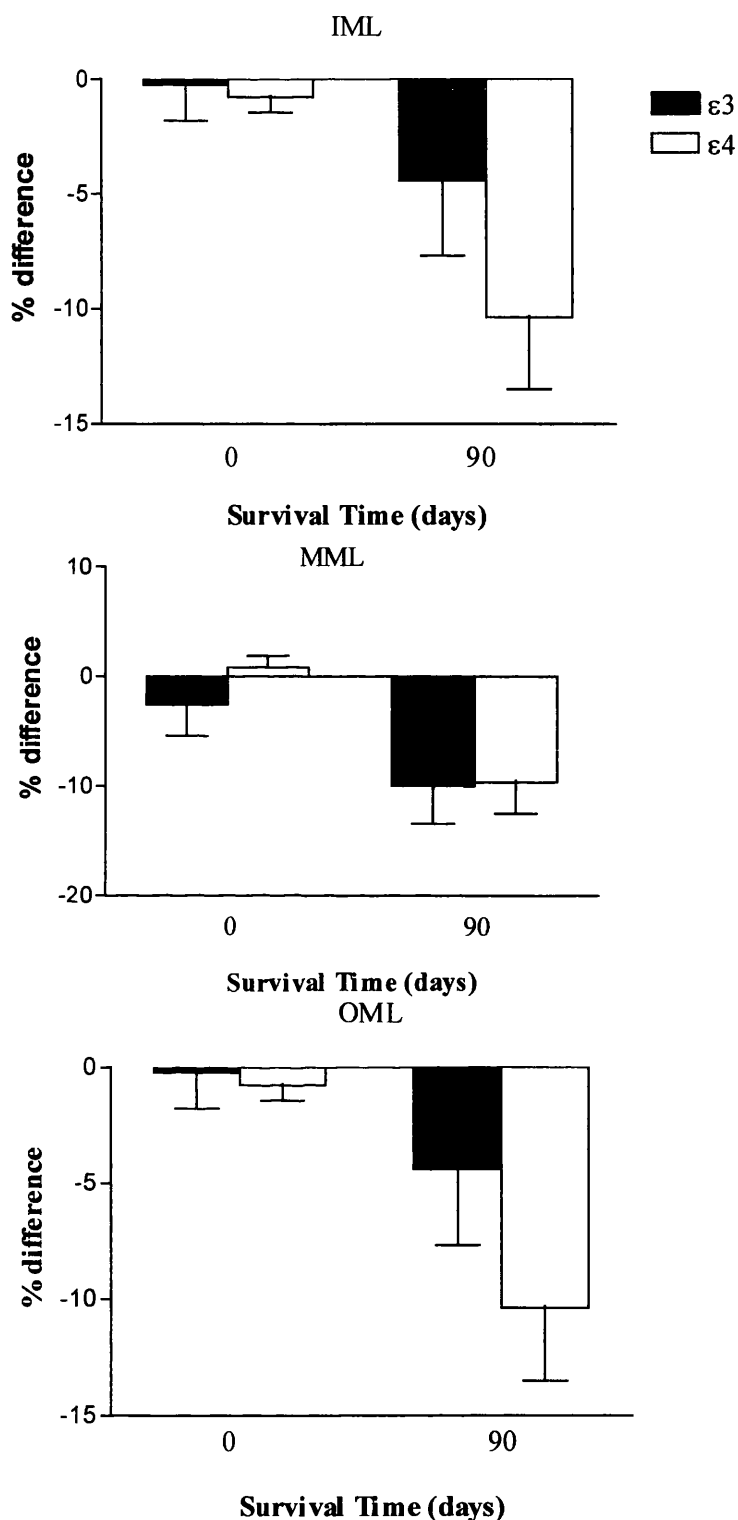 IML
0
-5
-10
-15
% difference
ε3
ε4
0 90
Survival Time (days)
MML
10
0
-10
-20
% difference
0 90
Survival Time (days)
OML
0
-5
-10
-15
% difference
0 90
Survival Time (days)